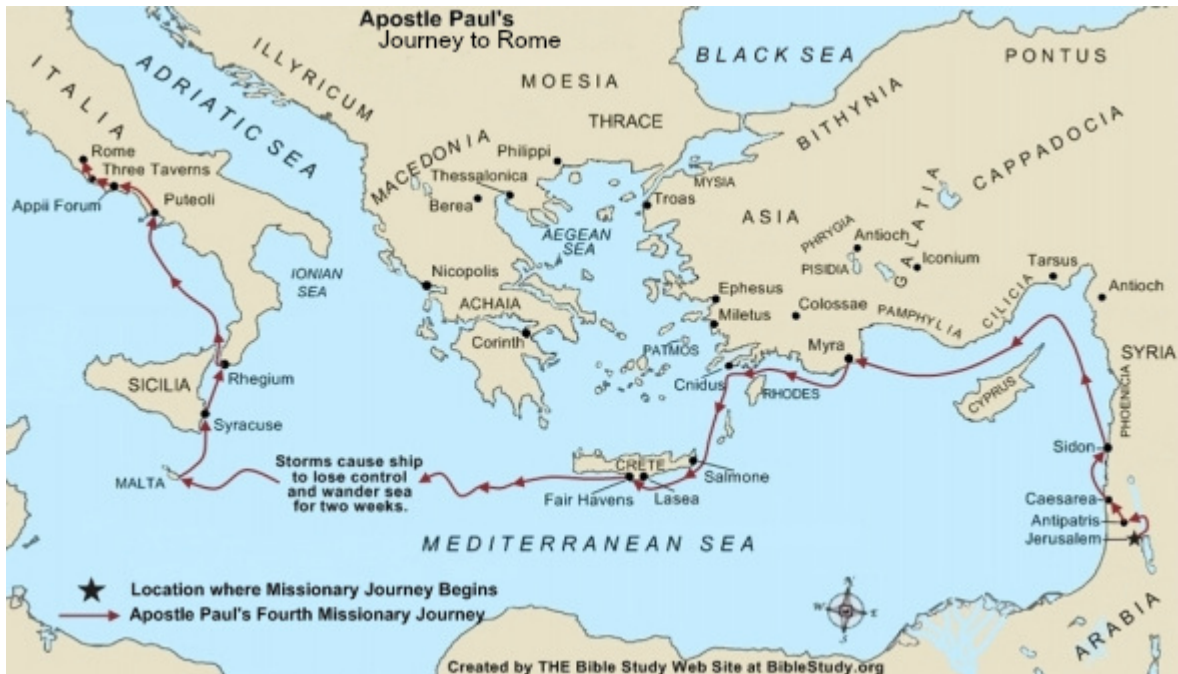 Apostle Paul's
Journey to Rome
BLACK SEA
PONTUS
ILLYRICUM
ITALIA
ADRIATIC SEA
MOESIA
THRACE
BITHYNIA
CAPPADOCIA
MACEDONIA
Philippi
Thessalonica
Berea
Rome
Three Taverns
Appii Forum
Puteoli
MYSIA
Troas
ASIA
GALATIA
PHRYGIA
Antioch
PISIDIA
Iconium
Tarsus
Antioch
AEGEAN
SEA
IONIAN
SEA
Nicopolis
ACHAIA
Corinth
Ephesus
Miletus
Colossae
PAMPHYLIA
CILICIA
PATMOS
Myra
SYRIA
Cnidus
RHODES
CYPRUS
PHOENICIA
SICILIA
Rhegium
Syracuse
MALTA
Storms cause ship
to lose control
and wander sea
for two weeks.
CRETE
Salmone
Fair Havens
Lasea
Sidon
Caesarea
Antipatris
Jerusalem
MEDITERRANEAN SEA
Location where Missionary Journey Begins
Apostle Paul's Fourth Missionary Journey
N
W
E
S
ARABIA
Created by THE Bible Study Web Site at BibleStudy.org